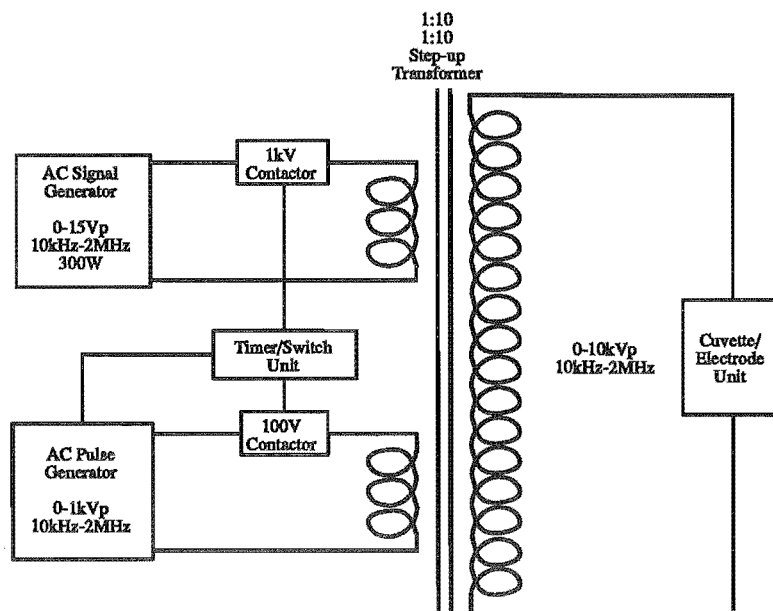 1:10
1:10
Step-up
Transformer
1kV
Contactor
AC Signal
Generator
0-15Vp
10kHz-2MHz
300W
Timer/Switch
Unit
0-10kVp
10kHz-2MHz
Cuvette/
Electrode
Unit
100V
Contactor
AC Pulse
Generator
0-1kVp
10kHz-2MHz